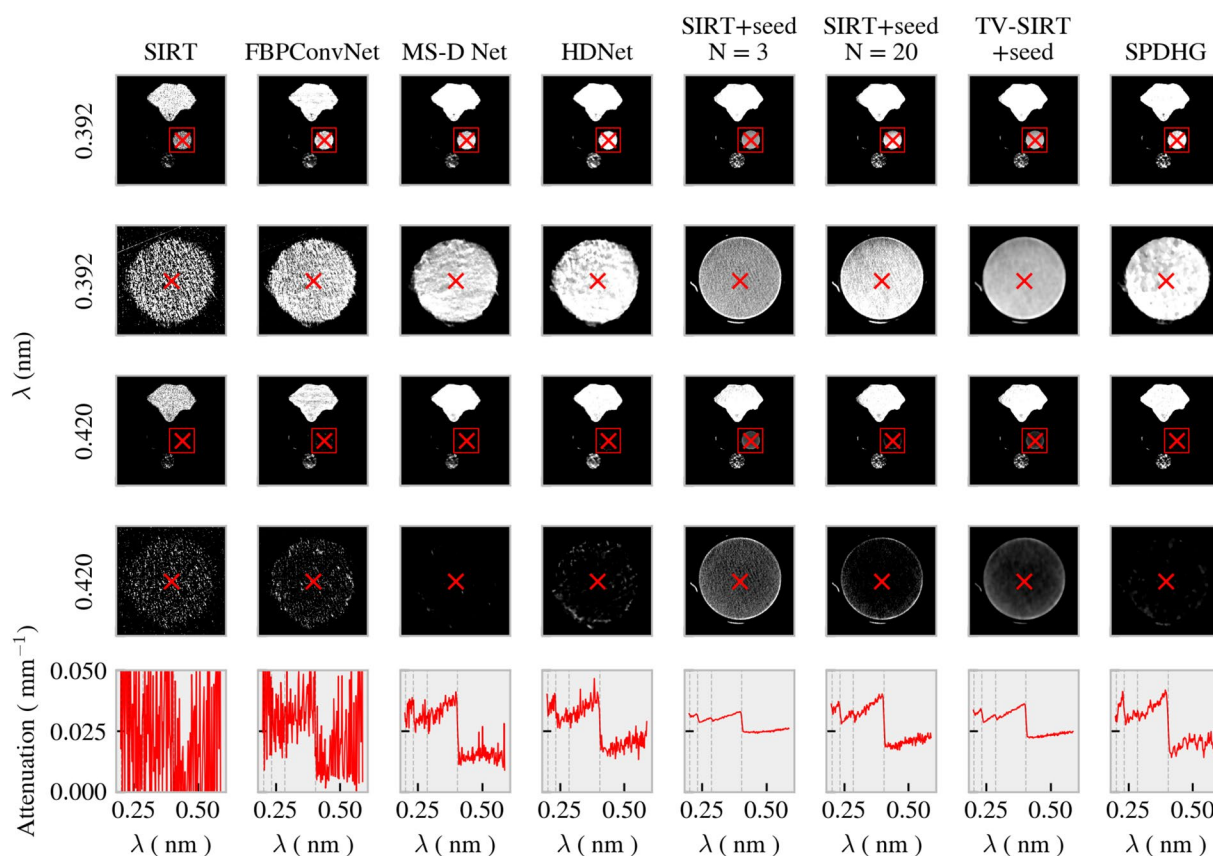 SIRT FBPConvNet MS-D Net HDNet SIRT+seed N = 3 SIRT+seed N = 20 TV-SIRT +seed SPDHG
0.392
0.392
λ (nm)
0.420
0.420
Attenuation ( mm⁻¹)
0.050
0.025
0.000
0.25 0.50 0.25 0.50 0.25 0.50 0.25 0.50 0.25 0.50 0.25 0.50 0.25 0.50 0.25 0.50
λ ( nm ) λ ( nm ) λ ( nm ) λ ( nm ) λ ( nm ) λ ( nm ) λ ( nm ) λ ( nm )